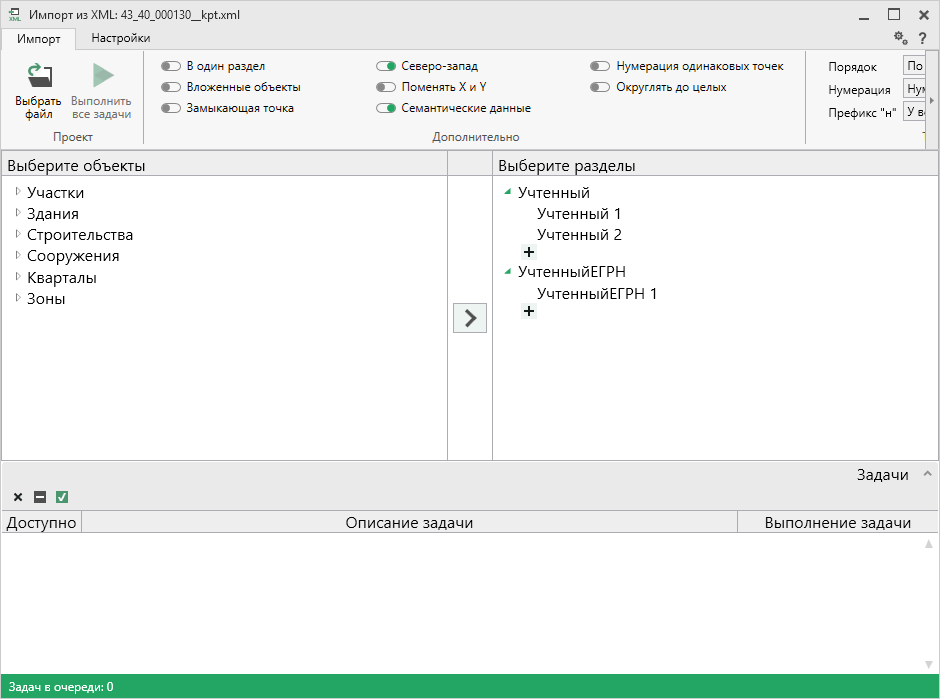 Импорт из XML: 43_40_000130__kpt.xml
Импорт
Настройки
?
Выбрать файл
Выполнить все задачи
Проект
В один раздел
Вложенные объекты
Замыкающая точка
Северо-запад
Поменять X и Y
Семантические данные
Нумерация одинаковых точек
Округлять до целых
Дополнительно
Порядок
По
Нумерация
Нум
Префикс "н"
У в
Выберите объекты
Участки
Здания
Строительства
Сооружения
Кварталы
Зоны
Выберите разделы
Учтенный
Учтенный 1
Учтенный 2
+
УчтенныйЕГРН
УчтенныйЕГРН 1
+
Задачи
Доступно
Описание задачи
Выполнение задачи
Задач в очереди: 0